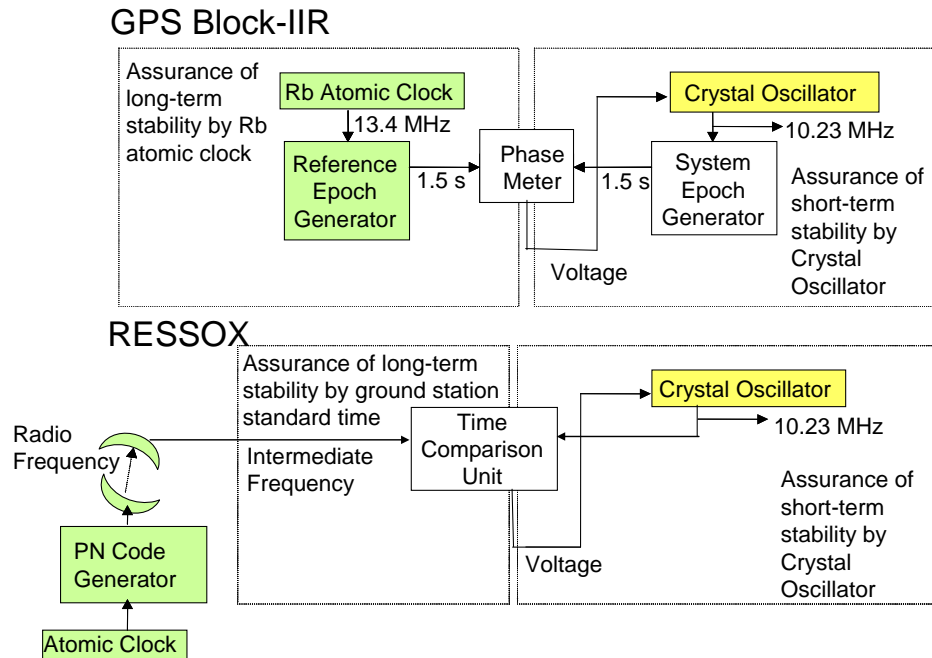 GPS Block-IIR
Assurance of
long-term
stability by Rb
atomic clock
Rb Atomic Clock
13.4 MHz
Reference
Epoch
Generator
1.5 s
Phase
Meter
1.5 s
Crystal Oscillator
10.23 MHz
System
Epoch
Generator
Assurance of
short-term
stability by
Crystal
Oscillator
Voltage
RESSOX
Assurance of long-term
stability by ground station
standard time
Radio
Frequency
Intermediate
Frequency
Time
Comparison
Unit
Crystal Oscillator
10.23 MHz
Assurance of
short-term
stability by
Crystal
Oscillator
Voltage
PN Code
Generator
Atomic Clock